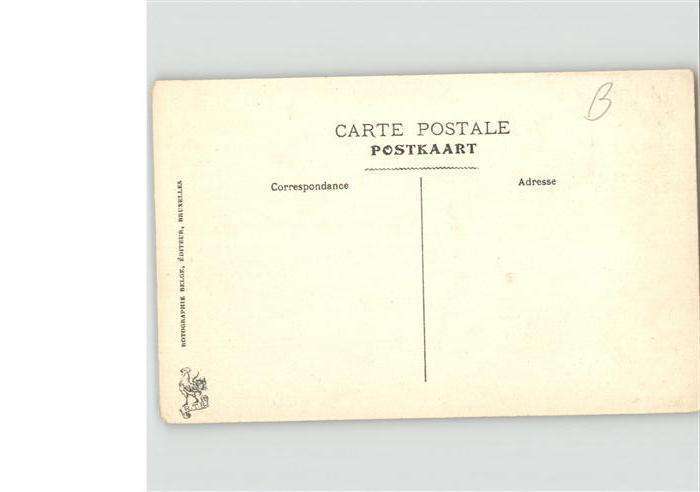 B
CARTE POSTALE
POSTKAART
Correspondance
Adresse
ROTOGRAPHIE BELGE, ÉDITEUR, BRUXELLES